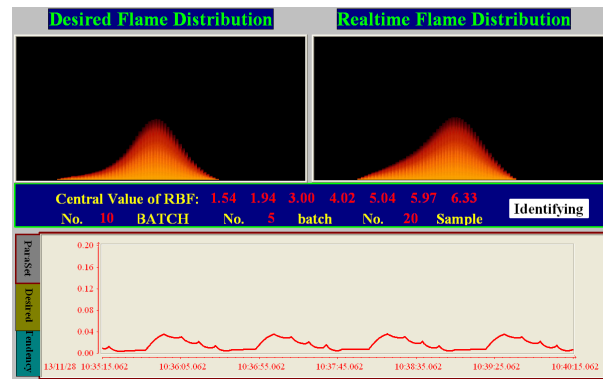 Desired Flame Distribution Realtime Flame Distribution
Central Value of RBF: 1.54 1.94 3.00 4.02 5.04 5.97 6.33
Identifying
No. 10 BATCH No. 5 batch No. 20 Sample
ParaSet
Desired
Tendency
0.20
0.16
0.12
0.08
0.04
0.00
13/11/28 10:35:15.062 10:36:05.062 10:36:55.062 10:37:45.062 10:38:35.062 10:39:25.062 10:40:15.062